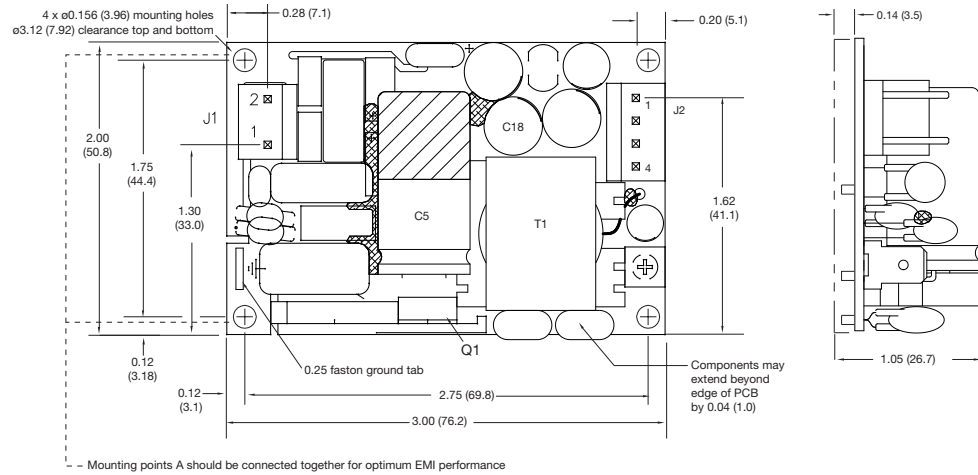 4 x ø0.156 (3.96) mounting holes
ø3.12 (7.92) clearance top and bottom
0.28 (7.1)
0.20 (5.1)
0.14 (3.5)
J1
2
1
2.00
(50.8)
1.75
(44.4)
1.30
(33.0)
+
C18
C5
T1
1
4
J2
1.62
(41.1)
Q1
0.12
(3.18)
0.12
(3.1)
0.25 faston ground tab
2.75 (69.8)
3.00 (76.2)
Components may
extend beyond
edge of PCB
by 0.04 (1.0)
1.05 (26.7)
Mounting points A should be connected together for optimum EMI performance